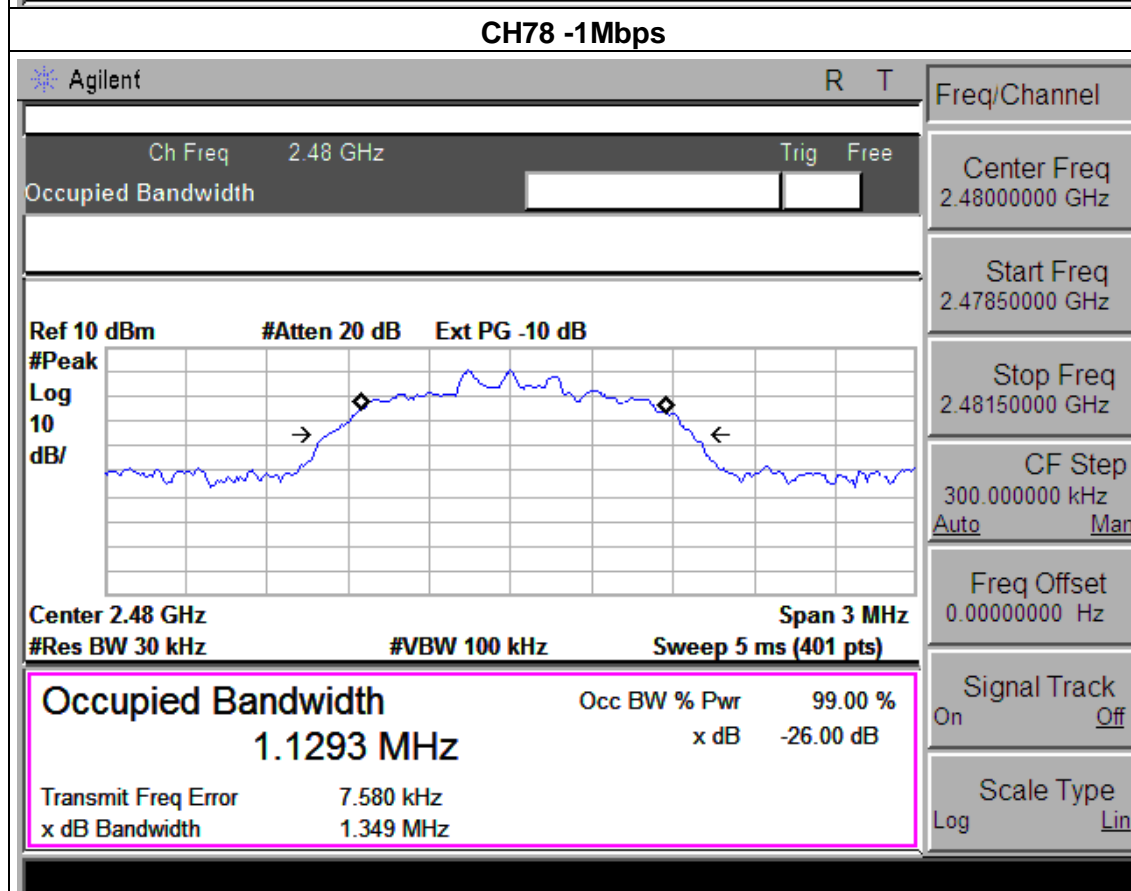 CH78 -1Mbps
Agilent R T
Ch Freq 2.48 GHz Trig Free
Occupied Bandwidth
Ref 10 dBm #Atten 20 dB Ext PG -10 dB
#Peak
Log
10
dB/
Center 2.48 GHz Span 3 MHz
#Res BW 30 kHz #VBW 100 kHz Sweep 5 ms (401 pts)
Occupied Bandwidth
1.1293 MHz
Occ BW % Pwr 99.00 %
x dB -26.00 dB
Transmit Freq Error 7.580 kHz
x dB Bandwidth 1.349 MHz
Freq/Channel
Center Freq
2.48000000 GHz
Start Freq
2.47850000 GHz
Stop Freq
2.48150000 GHz
CF Step
300.000000 kHz
Auto Man
Freq Offset
0.00000000 Hz
Signal Track
On Off
Scale Type
Log Lin